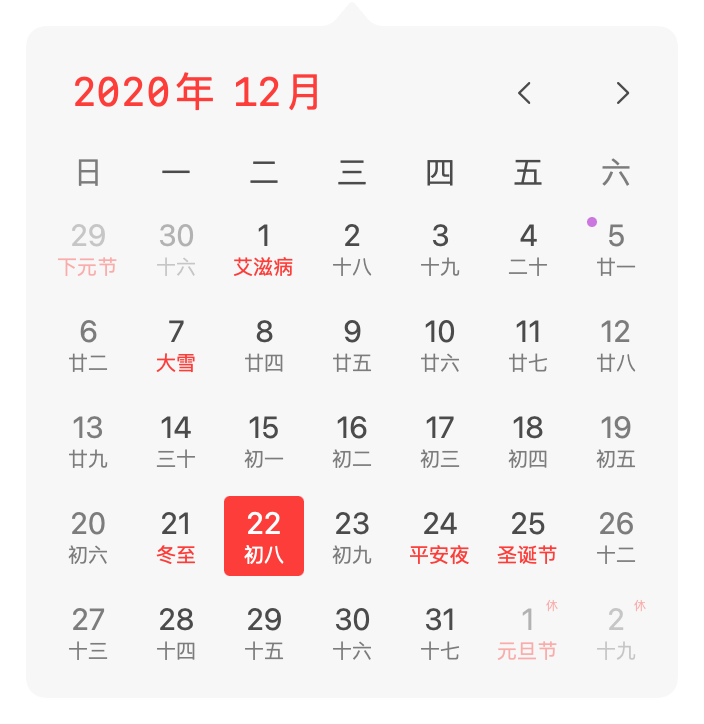 2020年 12月
日 一 二 三 四 五 六
29 30 1 2 3 4 5
下元节 十六 艾滋病 十八 十九 二十 廿一
6 7 8 9 10 11 12
廿二 大雪 廿四 廿五 廿六 廿七 廿八
13 14 15 16 17 18 19
廿九 三十 初一 初二 初三 初四 初五
20 21 22 23 24 25 26
初六 冬至 初八 初九 平安夜 圣诞节 十二
27 28 29 30 31 1 休 2 休
十三 十四 十五 十六 十七 元旦节 十九